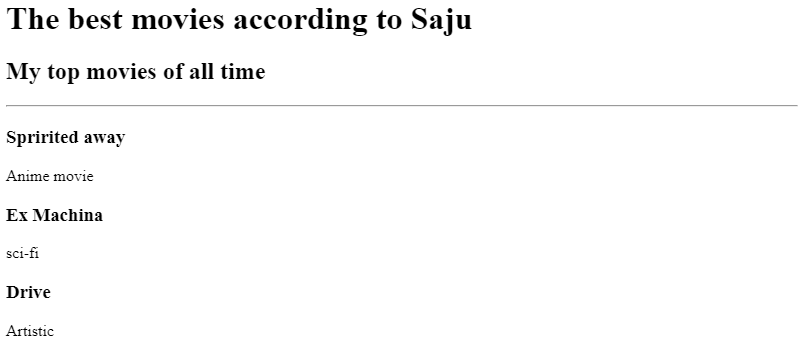 The best movies according to Saju
My top movies of all time
Spririted away
Anime movie
Ex Machina
sci-fi
Drive
Artistic